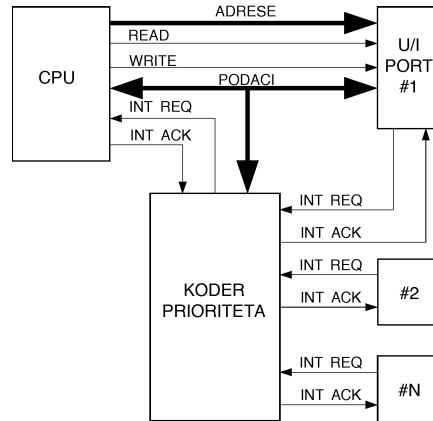 ADRESE
READ
WRITE
PODACI
CPU
U/I
PORT
#1
INT REQ
INT ACK
INT REQ
INT ACK
KODER
PRIORITETA
INT REQ
INT ACK
#2
INT REQ
INT ACK
#N